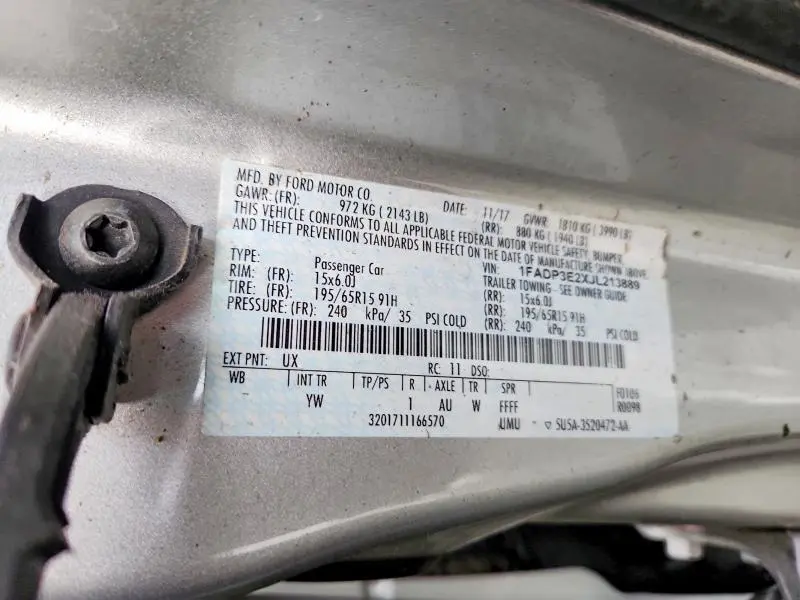 MFD. BY FORD MOTOR CO. DATE: 11/17 GVWR: 1810 KG ( 3990 LB)
GAWR: (FR): 972 KG ( 2143 LB) (RR): 880 KG ( 1940 LB)
THIS VEHICLE CONFORMS TO ALL APPLICABLE FEDERAL MOTOR VEHICLE SAFETY, BUMPER,
AND THEFT PREVENTION STANDARDS IN EFFECT ON THE DATE OF MANUFACTURE SHOWN ABOVE.
VIN: 1FADP3E2XJL213889
TYPE: Passenger Car TRAILER TOWING - SEE OWNER GUIDE
RIM: (FR): 15x6.0J (RR): 15x6.0J
TIRE: (FR): 195/65R15 91H (RR): 195/65R15 91H
PRESSURE: (FR): 240 kPa/ 35 PSI COLD (RR): 240 kPa/ 35 PSI COLD
EXT PNT: UX RC: 11 DSO:
WB INT TR TP/PS R AXLE TR SPR F0106
YW 1 AU W FFFF R0098
3201711166570 UMU ▽ 5U5A-3520472-AA